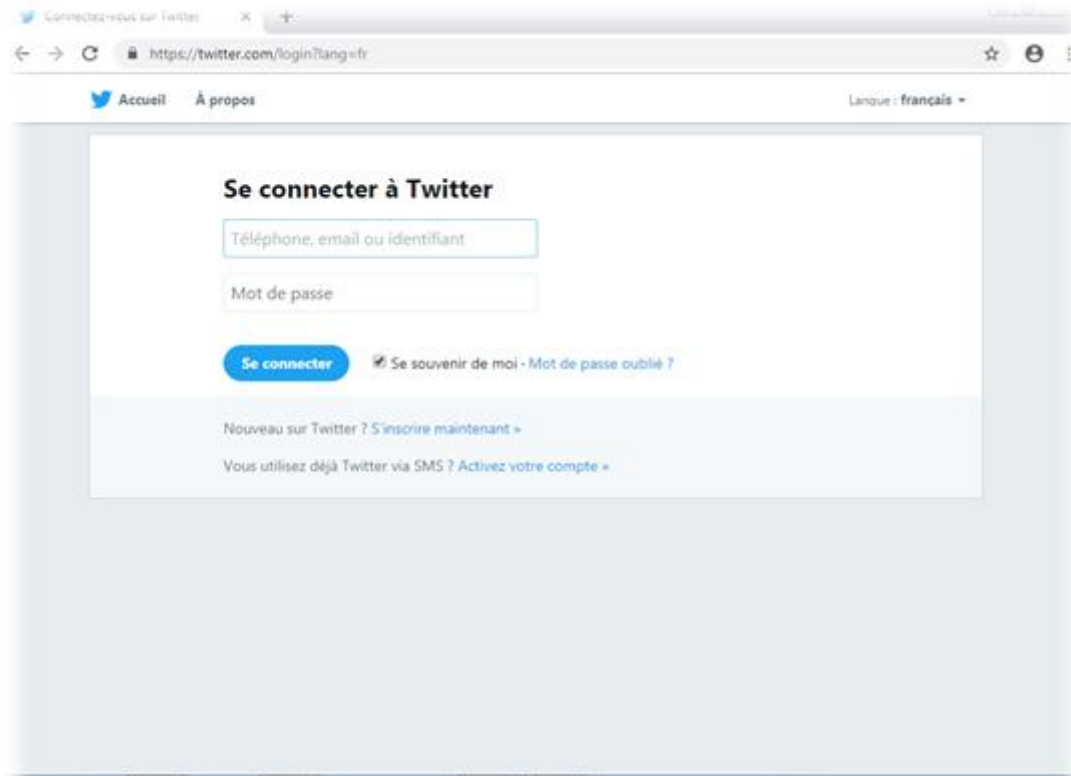 Connectez-vous sur Twitter
https://twitter.com/login?lang=fr
Accueil À propos Langue : français
Se connecter à Twitter
Téléphone, email ou identifiant
Mot de passe
Se connecter Se souvenir de moi · Mot de passe oublié ?
Nouveau sur Twitter ? S'inscrire maintenant »
Vous utilisez déjà Twitter via SMS ? Activez votre compte »